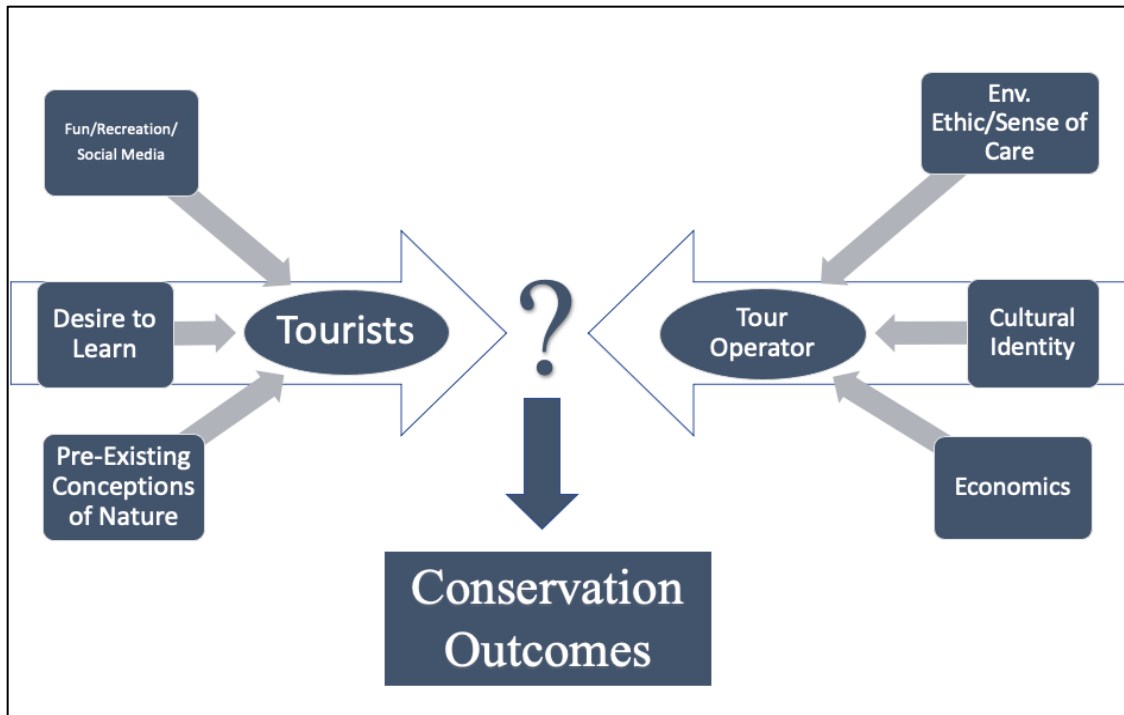 Fun/Recreation/
Social Media
Desire to
Learn
Pre-Existing
Conceptions
of Nature
Tourists
?
Tour
Operator
Env.
Ethic/Sense of
Care
Cultural
Identity
Economics
Conservation
Outcomes